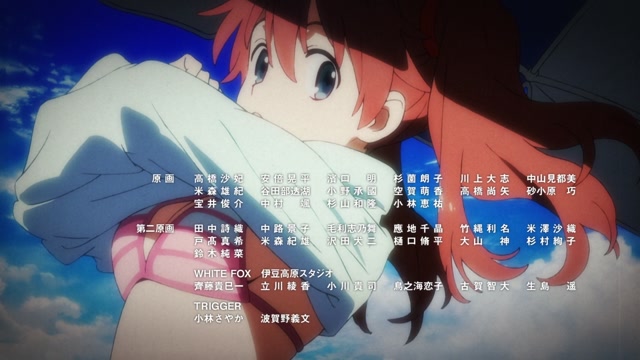 原画 高橋沙妃 安徳晃平 濱口 明 杉薗朗子 川上大志 中山見都美
米森雄紀 谷田部透湖 小野承國 空賀萌香 高橋尚矢 砂小原 巧
宝井俊介 中村 颯 杉山和隆 小林恵祐
第二原画 田中詩織 中路景子 毛利志乃舞 應地千晶 竹縄利名 米澤沙織
戸髙真希 米森紀雄 沢田大二 樋口脩平 大山 神 杉村絢子
鈴木純菜
WHITE FOX 伊豆高原スタジオ
齊藤貴巳一 立川綾香 小川貴司 鳥之海恋子 古賀智大 生島 遥
TRIGGER
小林さやか 波賀野義文